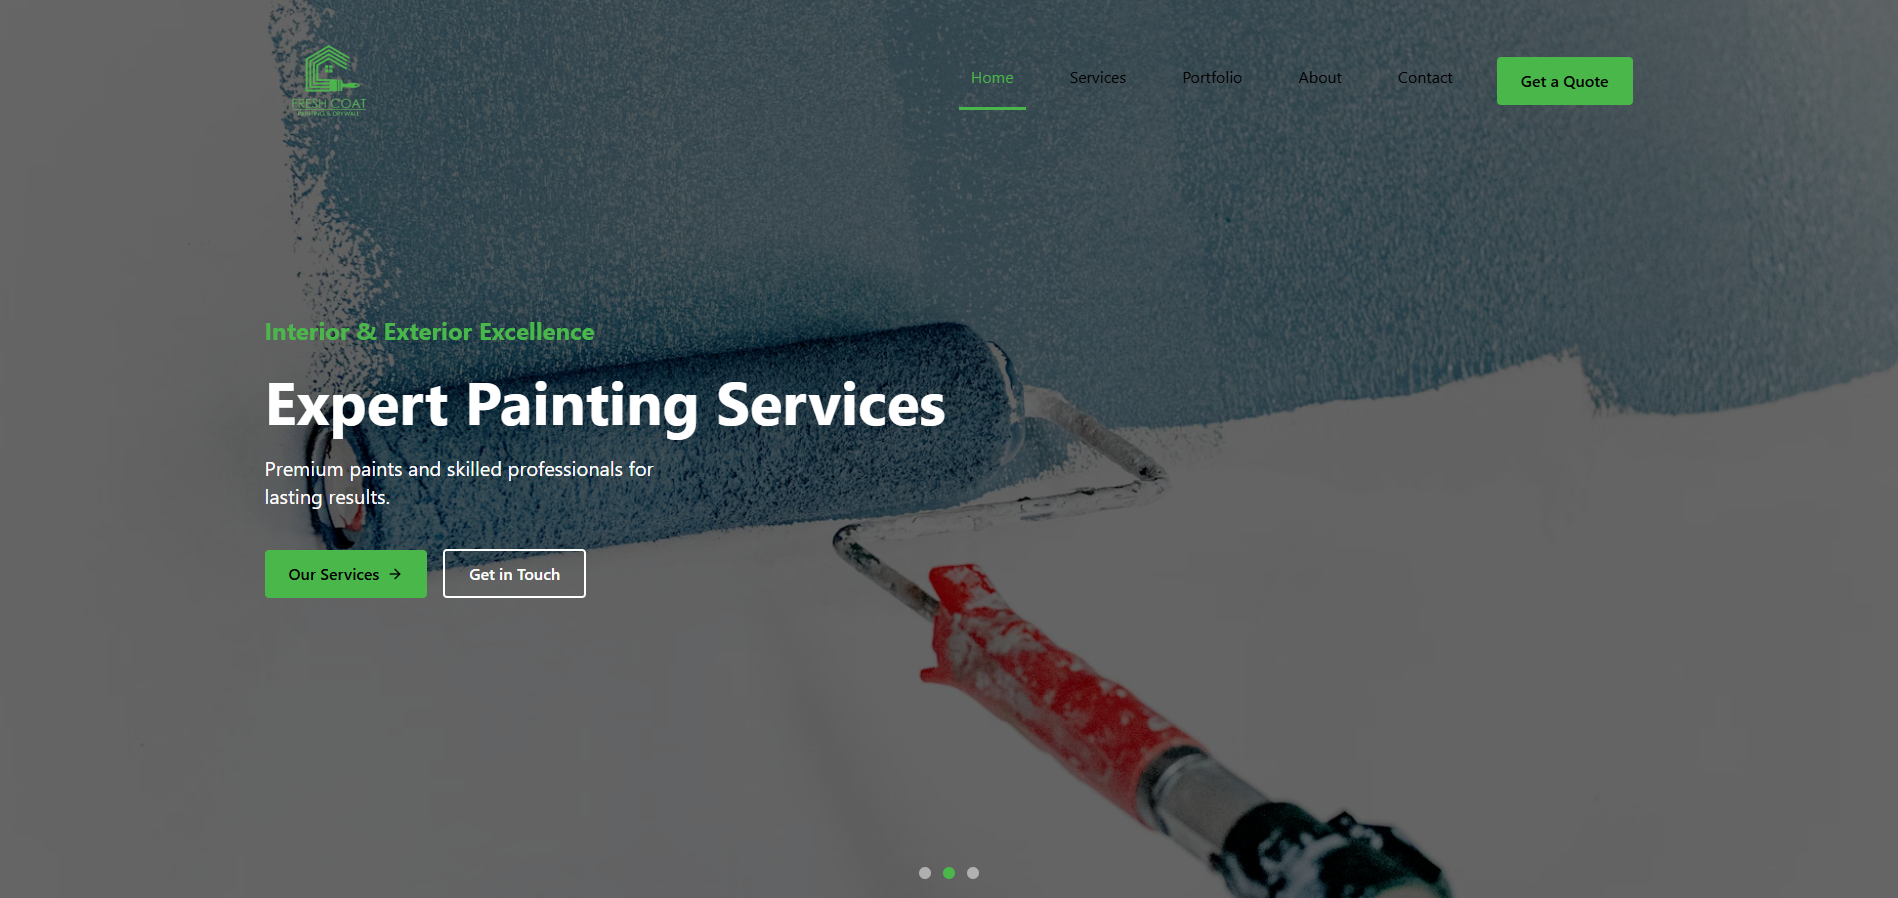 FRESH COAT
PAINTING & DRYWALL
Home
Services
Portfolio
About
Contact
Get a Quote
Interior & Exterior Excellence
Expert Painting Services
Premium paints and skilled professionals for
lasting results.
Our Services →
Get in Touch